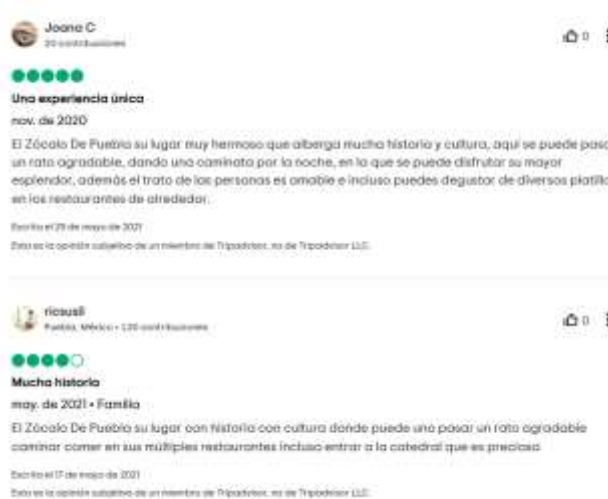 Joana C
20 contribuciones
0
Una experiencia única
nov. de 2020
El Zócalo De Puebla su lugar muy hermoso que alberga mucha historia y cultura, aquí se puede pasa
un rato agradable, dando una caminata por la noche, en la que se puede disfrutar su mayor
esplendor, además el trato de las personas es amable e incluso puedes degustar de diversos platillo
en los restaurantes de alrededor.
Escrito el 29 de mayo de 2021
Esta es la opinión subjetiva de un miembro de Tripadvisor, no de Tripadvisor LLC.
ricsusil
Puebla, México • 120 contribuciones
0
Mucha historia
may. de 2021 • Familia
El Zócalo De Puebla su lugar con historia con cultura donde puede uno pasar un rato agradable
caminar comer en sus múltiples restaurantes incluso entrar a la catedral que es preciosa
Escrito el 17 de mayo de 2021
Esta es la opinión subjetiva de un miembro de Tripadvisor, no de Tripadvisor LLC.